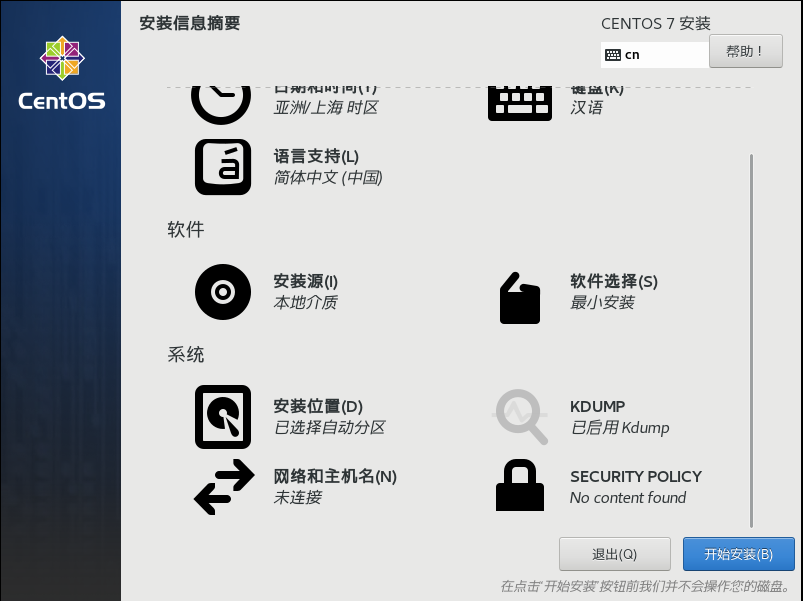 CentOS
安装信息摘要
CENTOS 7 安装
cn
帮助！
日期和时间(T)
亚洲/上海 时区
键盘(K)
汉语
语言支持(L)
简体中文 (中国)
软件
安装源(I)
本地介质
软件选择(S)
最小安装
系统
安装位置(D)
已选择自动分区
KDUMP
已启用 Kdump
网络和主机名(N)
未连接
SECURITY POLICY
No content found
退出(Q)
开始安装(B)
在点击'开始安装'按钮前我们并不会操作您的磁盘。